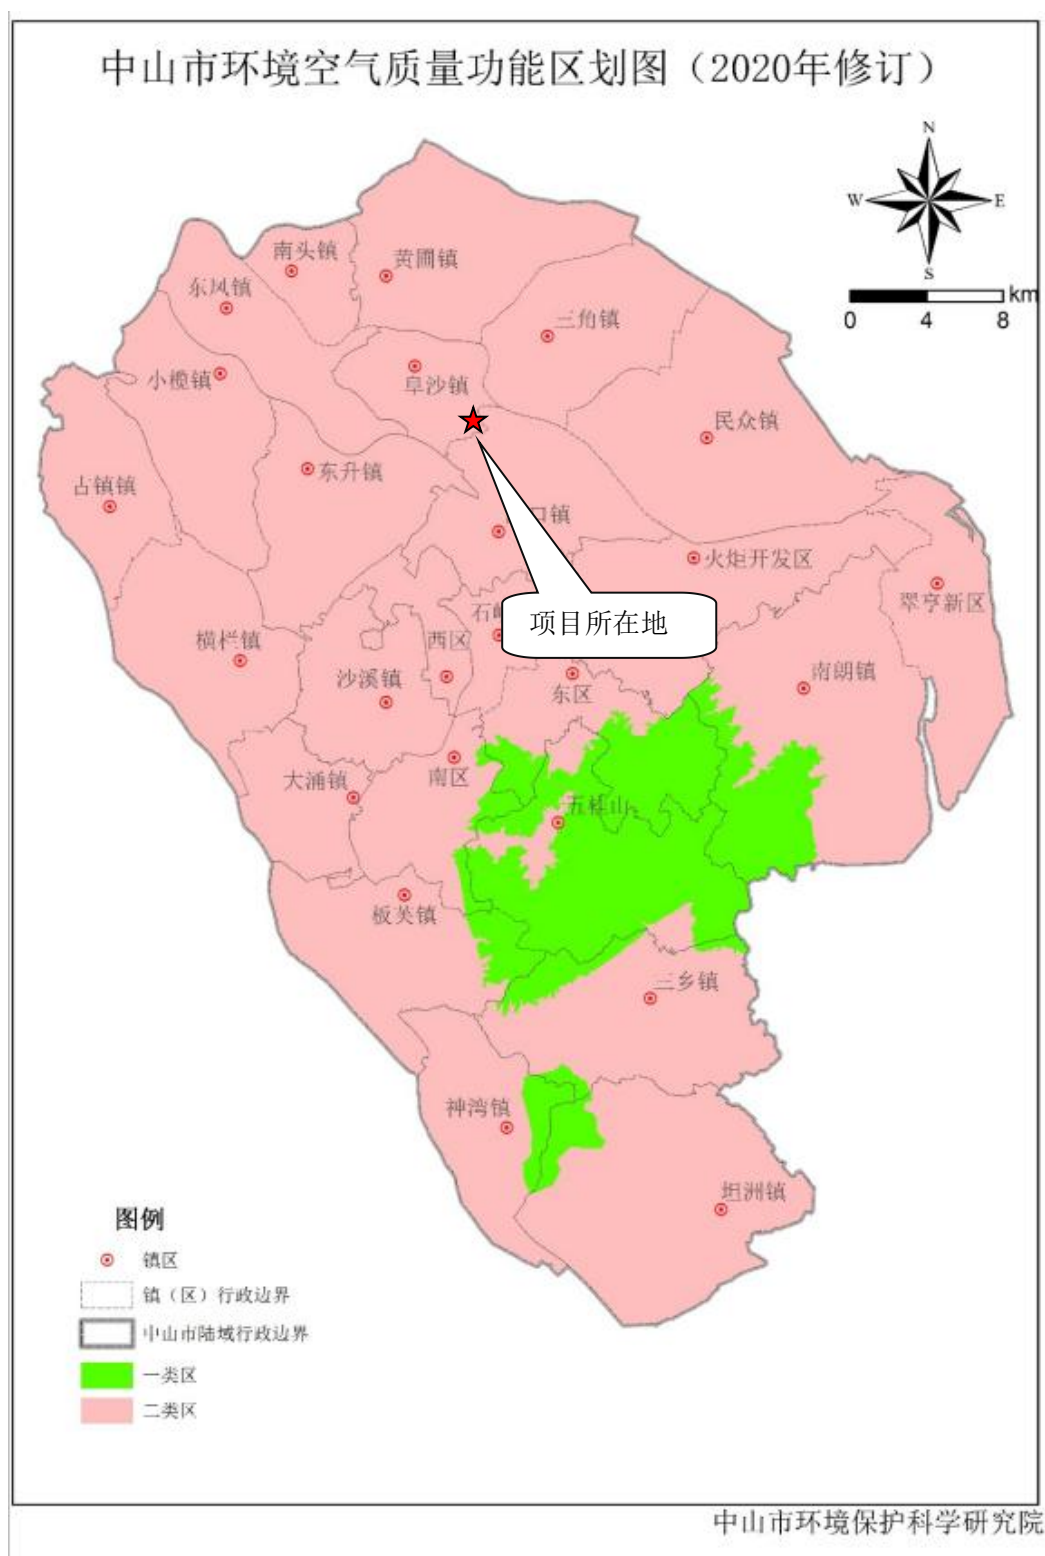 中山市环境空气质量功能区划图（2020年修订）
N
W
E
S
km
0
4
8
南头镇
黄圃镇
东凤镇
三角镇
小榄镇
阜沙镇
民众镇
东升镇
古镇镇
口镇
火炬开发区
翠亨新区
石
项目所在地
横栏镇
西区
沙溪镇
东区
南朗镇
大涌镇
南区
五桂山
板芙镇
三乡镇
神湾镇
坦洲镇
图例
镇区
镇（区）行政边界
中山市陆域行政边界
一类区
二类区
中山市环境保护科学研究院